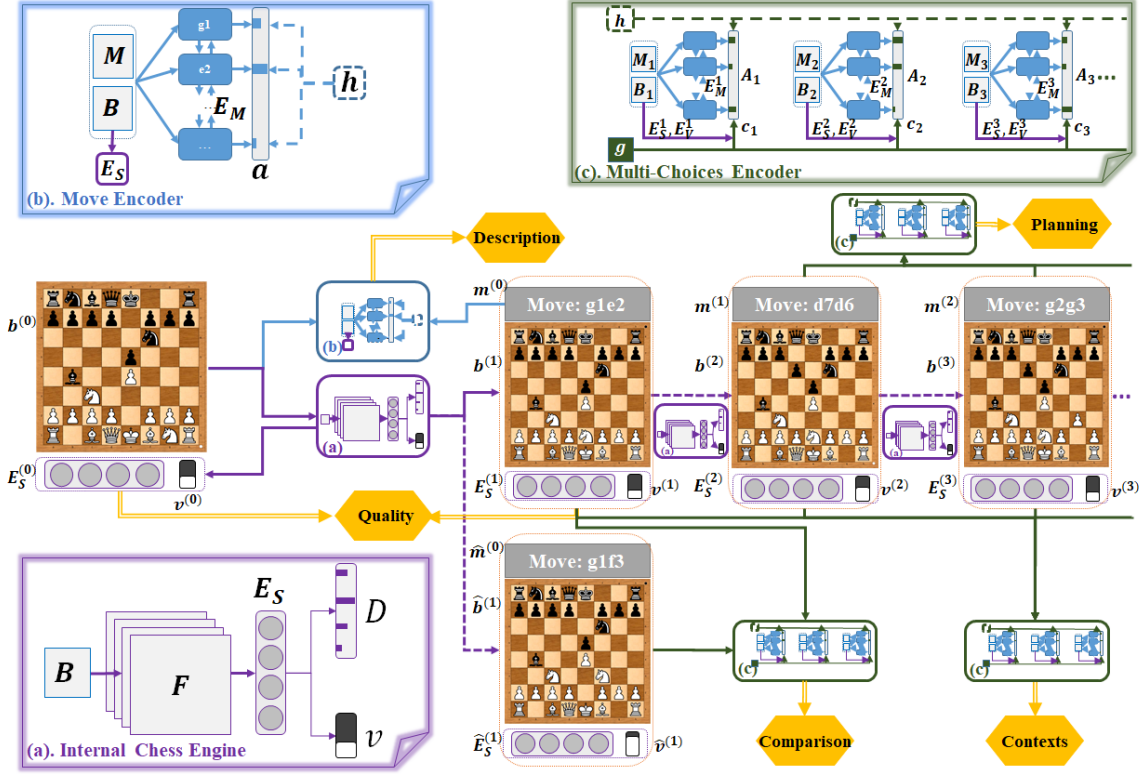 M
B
E_S
g1
e2
...
...
E_M
a
h
(b). Move Encoder
h
M_1
B_1
E_M^1
A_1
E_S^1, E_V^1
c_1
M_2
B_2
E_M^2
A_2
E_S^2, E_V^2
c_2
M_3
B_3
E_M^3
A_3
...
E_S^3, E_V^3
c_3
g
(c). Multi-Choices Encoder
Description
(c)
Planning
b^(0)
E_S^(0)
v^(0)
(b)
(a)
m^(0)
Move: g1e2
b^(1)
E_S^(1)
v^(1)
(a)
m^(1)
Move: d7d6
b^(2)
E_S^(2)
v^(2)
(a)
m^(2)
Move: g2g3
b^(3)
E_S^(3)
v^(3)
...
Quality
m̂^(0)
Move: g1f3
b̂^(1)
Ê_S^(1)
v̂^(1)
(c)
Comparison
(c)
Contexts
B
F
E_S
D
v
(a). Internal Chess Engine